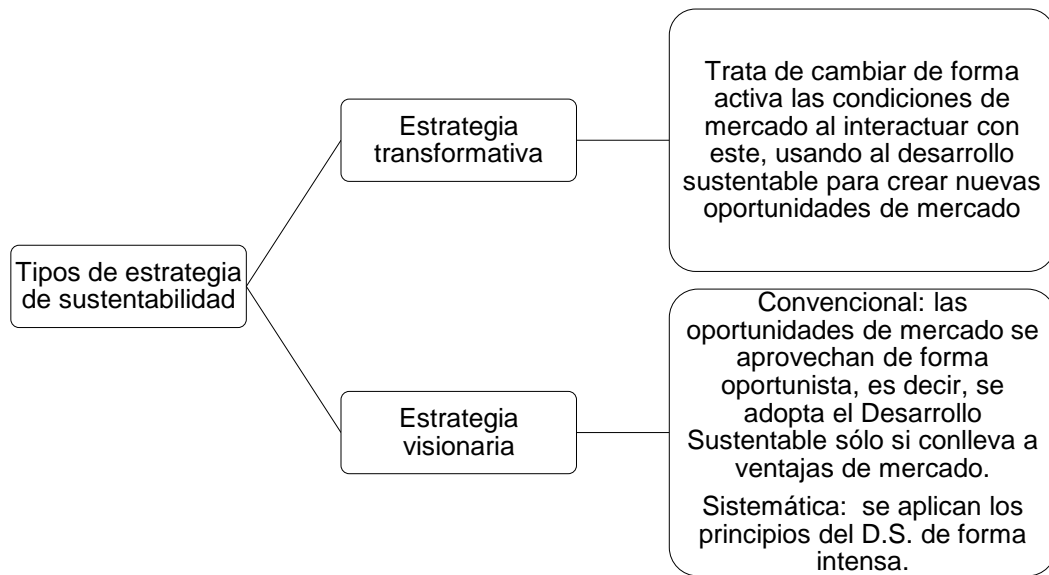 Tipos de estrategia
de sustentabilidad
Estrategia
transformativa
Trata de cambiar de forma
activa las condiciones de
mercado al interactuar con
este, usando al desarrollo
sustentable para crear nuevas
oportunidades de mercado
Estrategia
visionaria
Convencional: las
oportunidades de mercado se
aprovechan de forma
oportunista, es decir, se
adopta el Desarrollo
Sustentable sólo si conlleva a
ventajas de mercado.
Sistemática: se aplican los
principios del D.S. de forma
intensa.